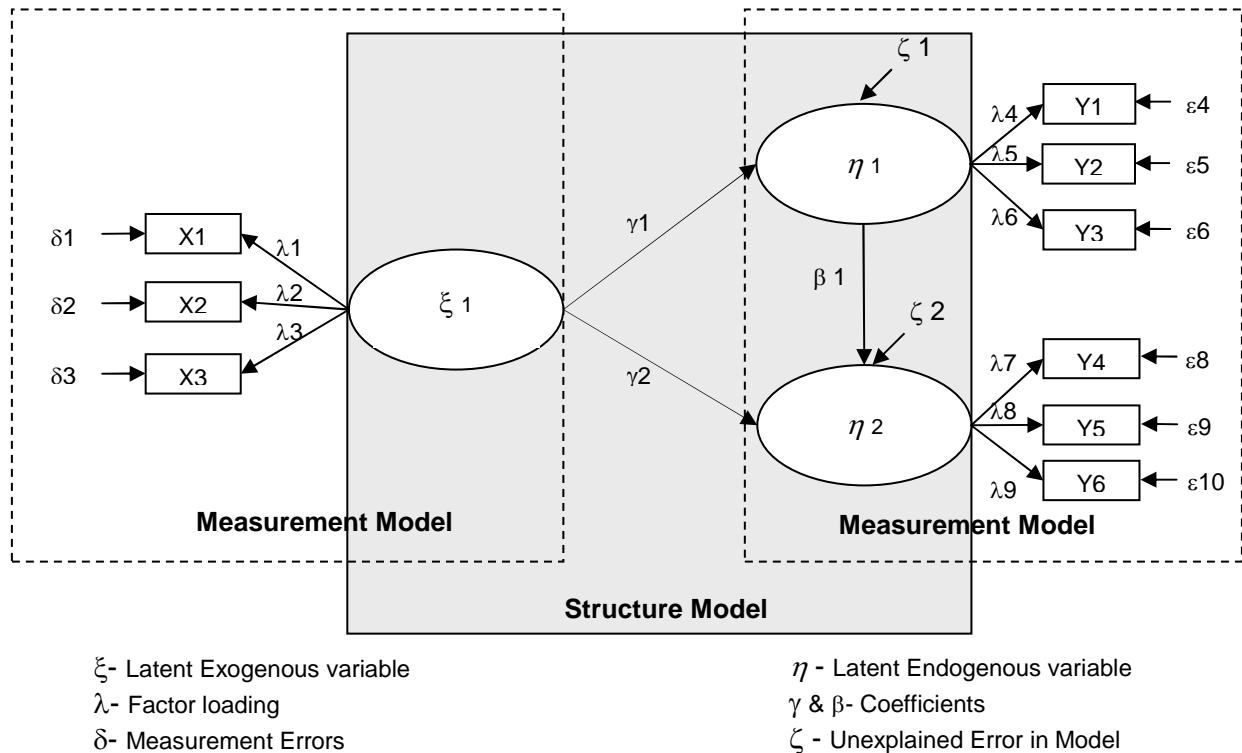 ζ 1
λ4
Y1
ε4
η 1
λ5
Y2
ε5
λ6
Y3
ε6
δ1
X1
λ1
γ1
δ2
X2
λ2
ξ 1
β 1
ζ 2
δ3
X3
λ3
γ2
λ7
Y4
ε8
η 2
λ8
Y5
ε9
λ9
Y6
ε10
Measurement Model
Measurement Model
Structure Model
ξ- Latent Exogenous variable
λ- Factor loading
δ- Measurement Errors
η - Latent Endogenous variable
γ & β- Coefficients
ζ - Unexplained Error in Model